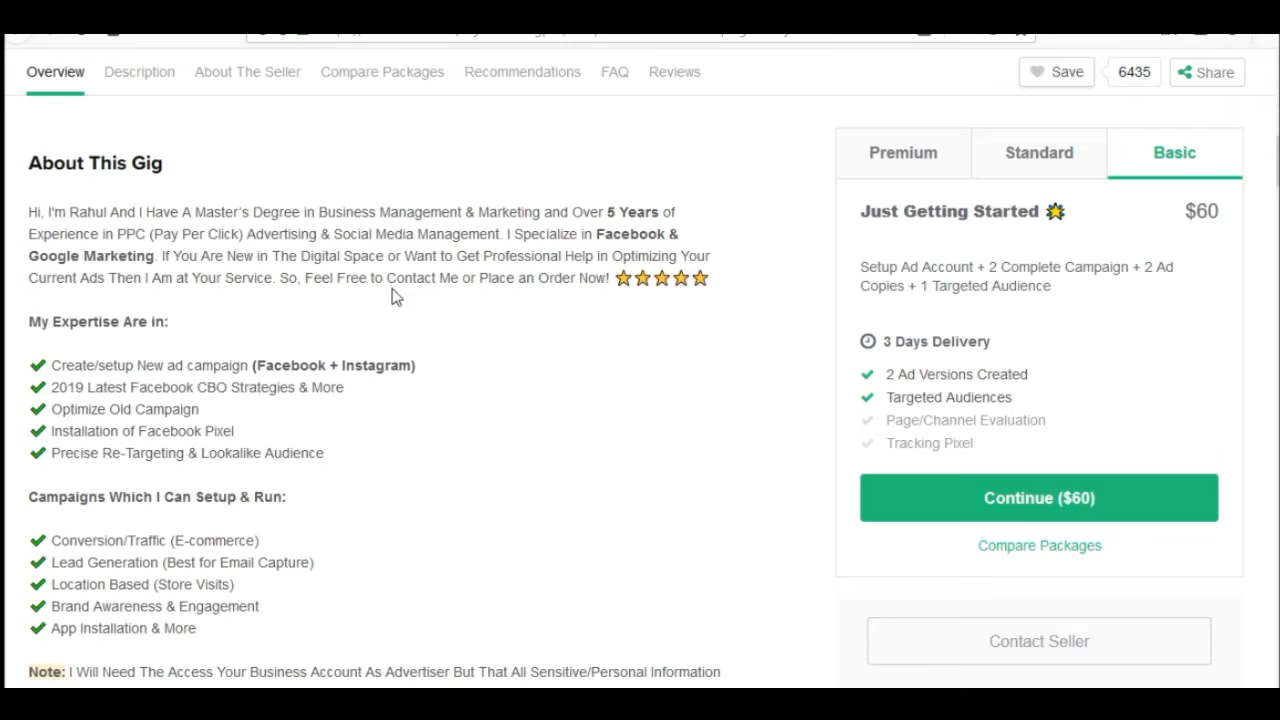 Overview Description About The Seller Compare Packages Recommendations FAQ Reviews Save 6435 Share
About This Gig
Hi, I'm Rahul And I Have A Master's Degree in Business Management & Marketing and Over 5 Years of
Experience in PPC (Pay Per Click) Advertising & Social Media Management. I Specialize in Facebook &
Google Marketing. If You Are New in The Digital Space or Want to Get Professional Help in Optimizing Your
Current Ads Then I Am at Your Service. So, Feel Free to Contact Me or Place an Order Now!
My Expertise Are in:
Create/setup New ad campaign (Facebook + Instagram)
2019 Latest Facebook CBO Strategies & More
Optimize Old Campaign
Installation of Facebook Pixel
Precise Re-Targeting & Lookalike Audience
Campaigns Which I Can Setup & Run:
Conversion/Traffic (E-commerce)
Lead Generation (Best for Email Capture)
Location Based (Store Visits)
Brand Awareness & Engagement
App Installation & More
Note: I Will Need The Access Your Business Account As Advertiser But That All Sensitive/Personal Information
Premium Standard Basic
Just Getting Started $60
Setup Ad Account + 2 Complete Campaign + 2 Ad
Copies + 1 Targeted Audience
3 Days Delivery
2 Ad Versions Created
Targeted Audiences
Page/Channel Evaluation
Tracking Pixel
Continue ($60)
Compare Packages
Contact Seller